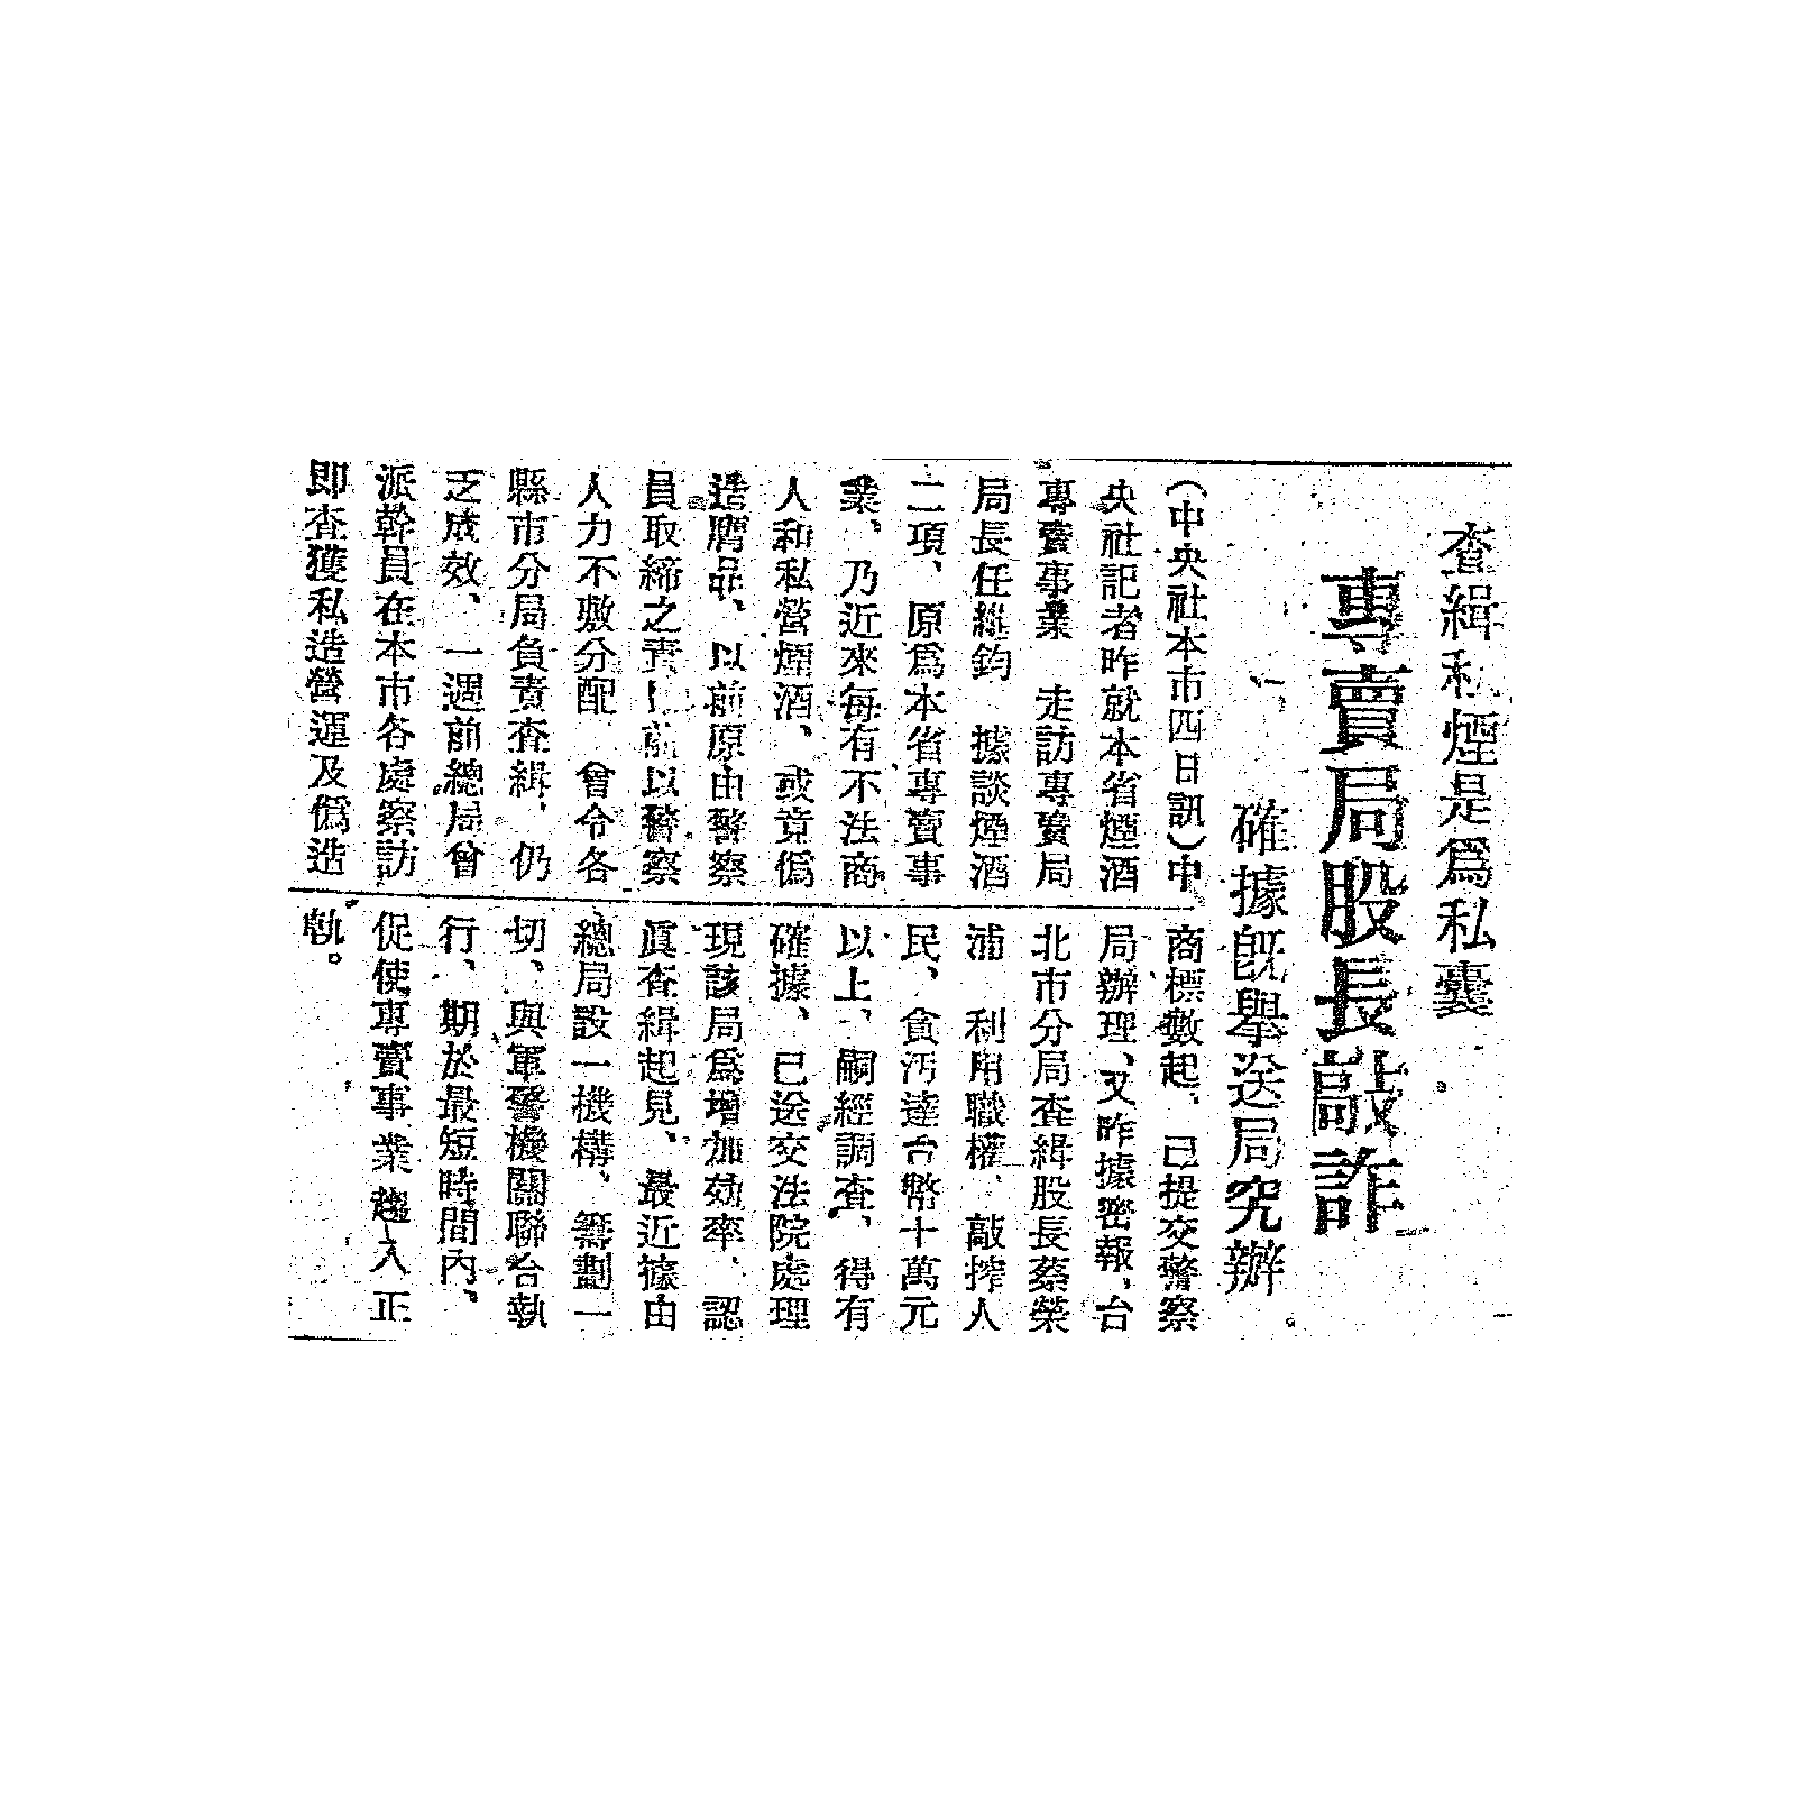 查緝私煙是爲私囊
專賣局股長敲詐
確據旣擧送局究辦
(中央社本市四日訊)中
央社記者昨就本省煙酒
專賣事業 走訪專賣局
局長任維鈞 據談煙酒
二項、原爲本省專賣事
業、乃近來每有不法商
人和私營煙酒、或竟僞
造膺品、以前原由警察
員取締之責 前以警察
人力不敷分配 曾令各
縣市分局負責查緝、仍
乏成效、一週前總局曾
派幹員在本市各處察訪
即查獲私造營運及僞造
商標數起、已提交警察
局辦理、又昨據密報、台
北市分局查緝股長蔡榮
浦 利用職權、敲搾人
民、貪污達台幣十萬元
以上、嗣經調查、得有
確據、已送交法院處理
現該局爲增加効率、認
眞查緝起見、最近擬由
總局設一機構、籌劃一
切、與軍警機關聯合執
行、期於最短時間內、
促使專賣事業趨入正
軌。